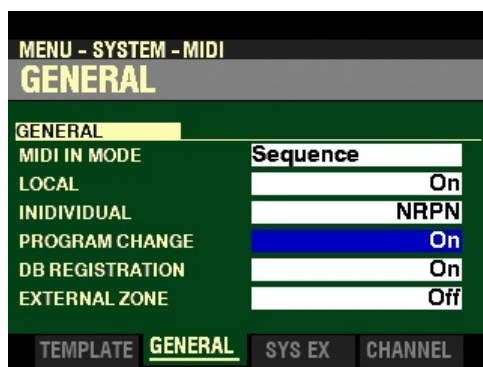 MENU - SYSTEM - MIDI
GENERAL
GENERAL
MIDI IN MODE Sequence
LOCAL On
INIDIVIDUAL NRPN
PROGRAM CHANGE On
DB REGISTRATION On
EXTERNAL ZONE Off
TEMPLATE GENERAL SYS EX CHANNEL